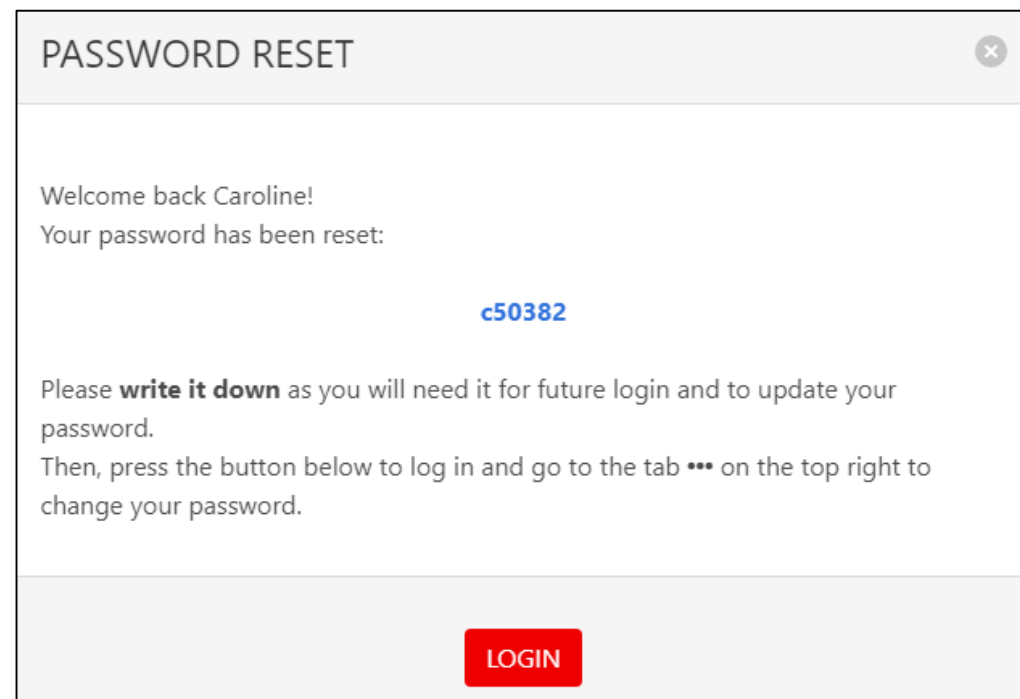 PASSWORD RESET
Welcome back Caroline!
Your password has been reset:
c50382
Please write it down as you will need it for future login and to update your
password.
Then, press the button below to log in and go to the tab ••• on the top right to
change your password.
LOGIN